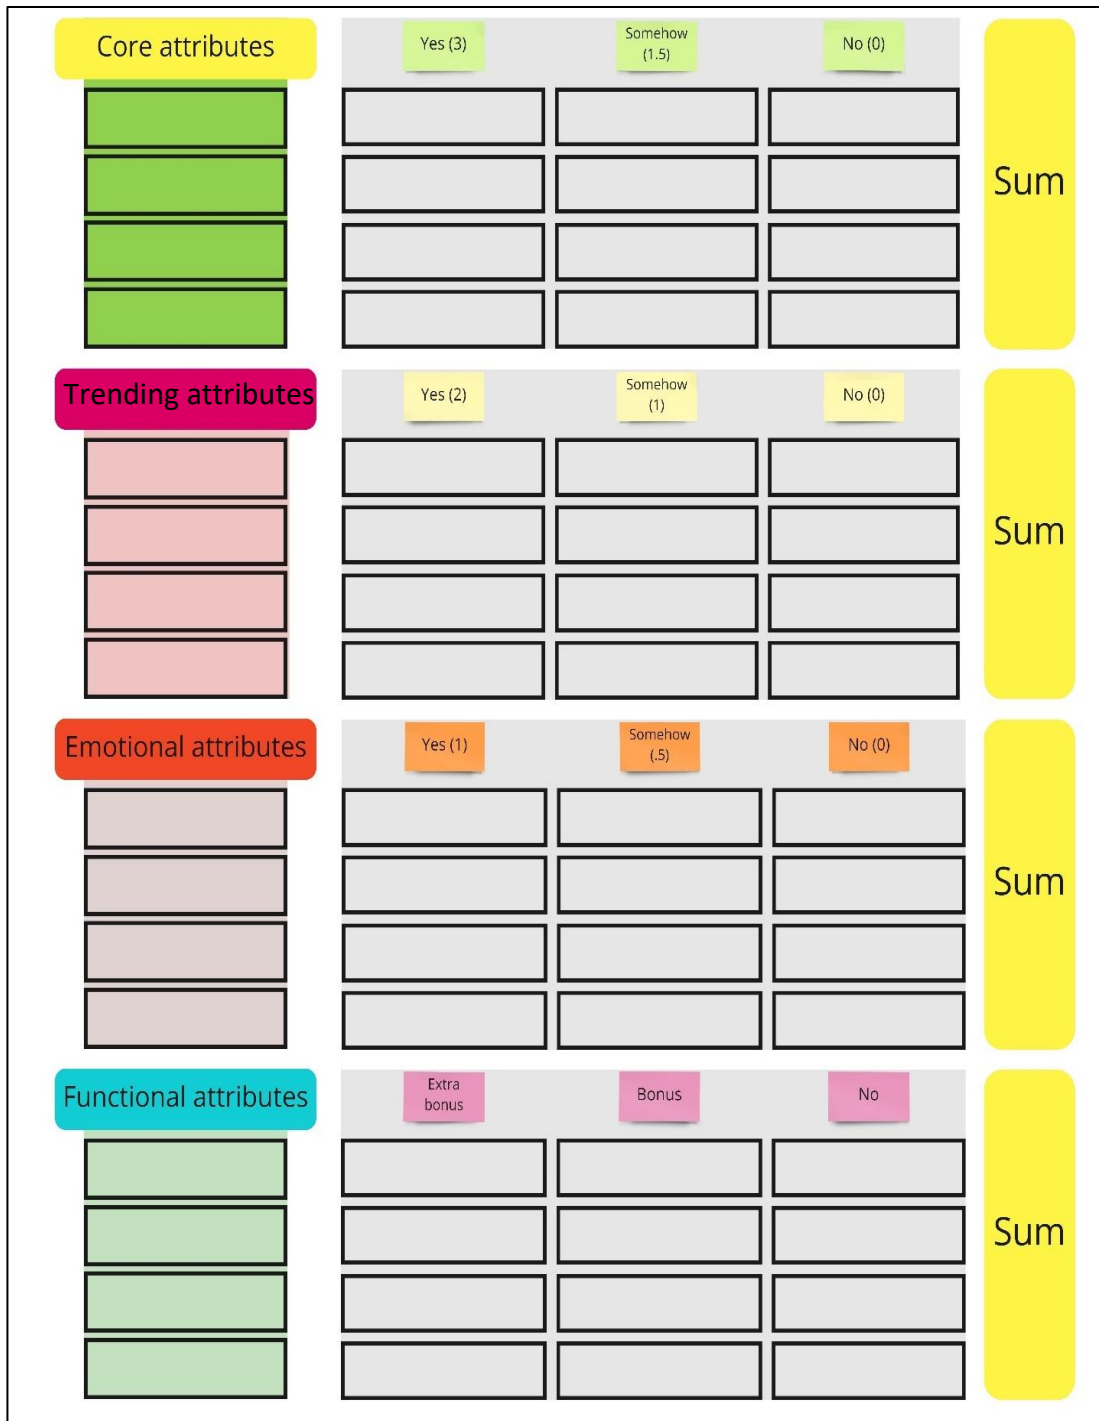 Core attributes
Yes (3)
Somehow
(1.5)
No (0)
Sum
Trending attributes
Yes (2)
Somehow
(1)
No (0)
Sum
Emotional attributes
Yes (1)
Somehow
(.5)
No (0)
Sum
Functional attributes
Extra
bonus
Bonus
No
Sum